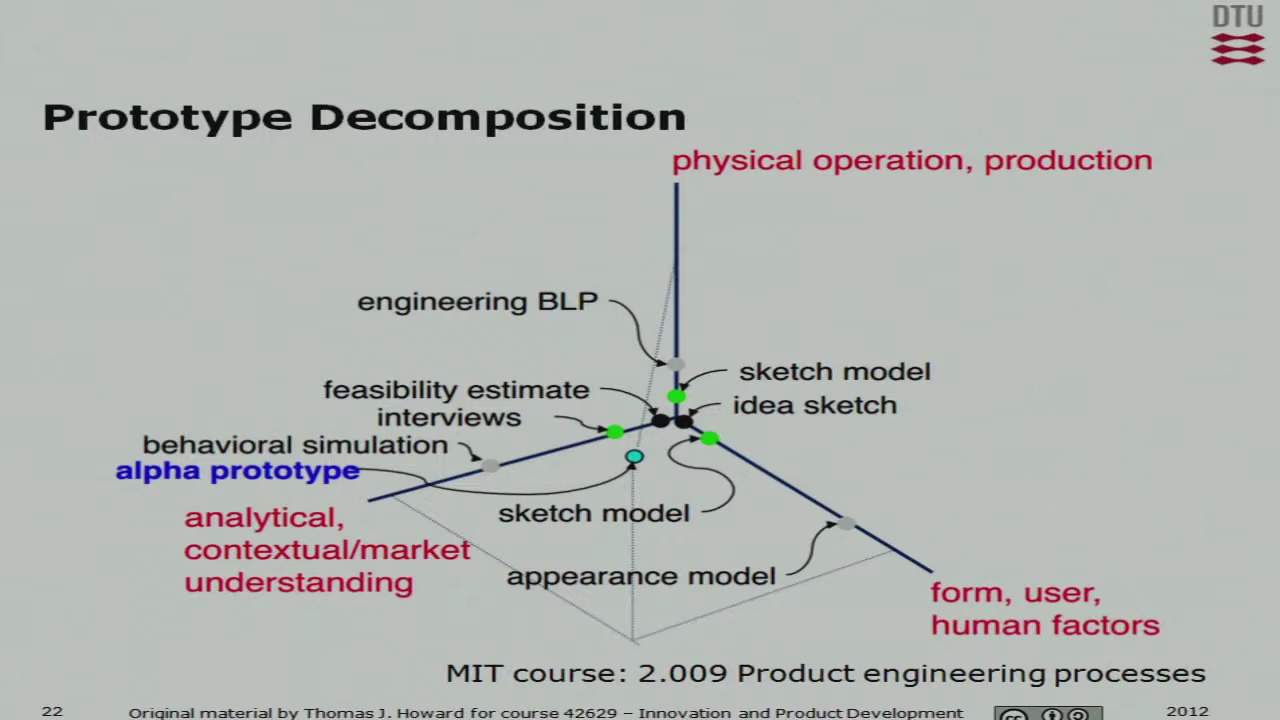 DTU
Prototype Decomposition
physical operation, production
engineering BLP
sketch model
feasibility estimate
idea sketch
interviews
behavioral simulation
alpha prototype
sketch model
analytical,
contextual/market
understanding
appearance model
form, user,
human factors
MIT course: 2.009 Product engineering processes
22
Original material by Thomas J. Howard for course 42629 – Innovation and Product Development
cc
2012